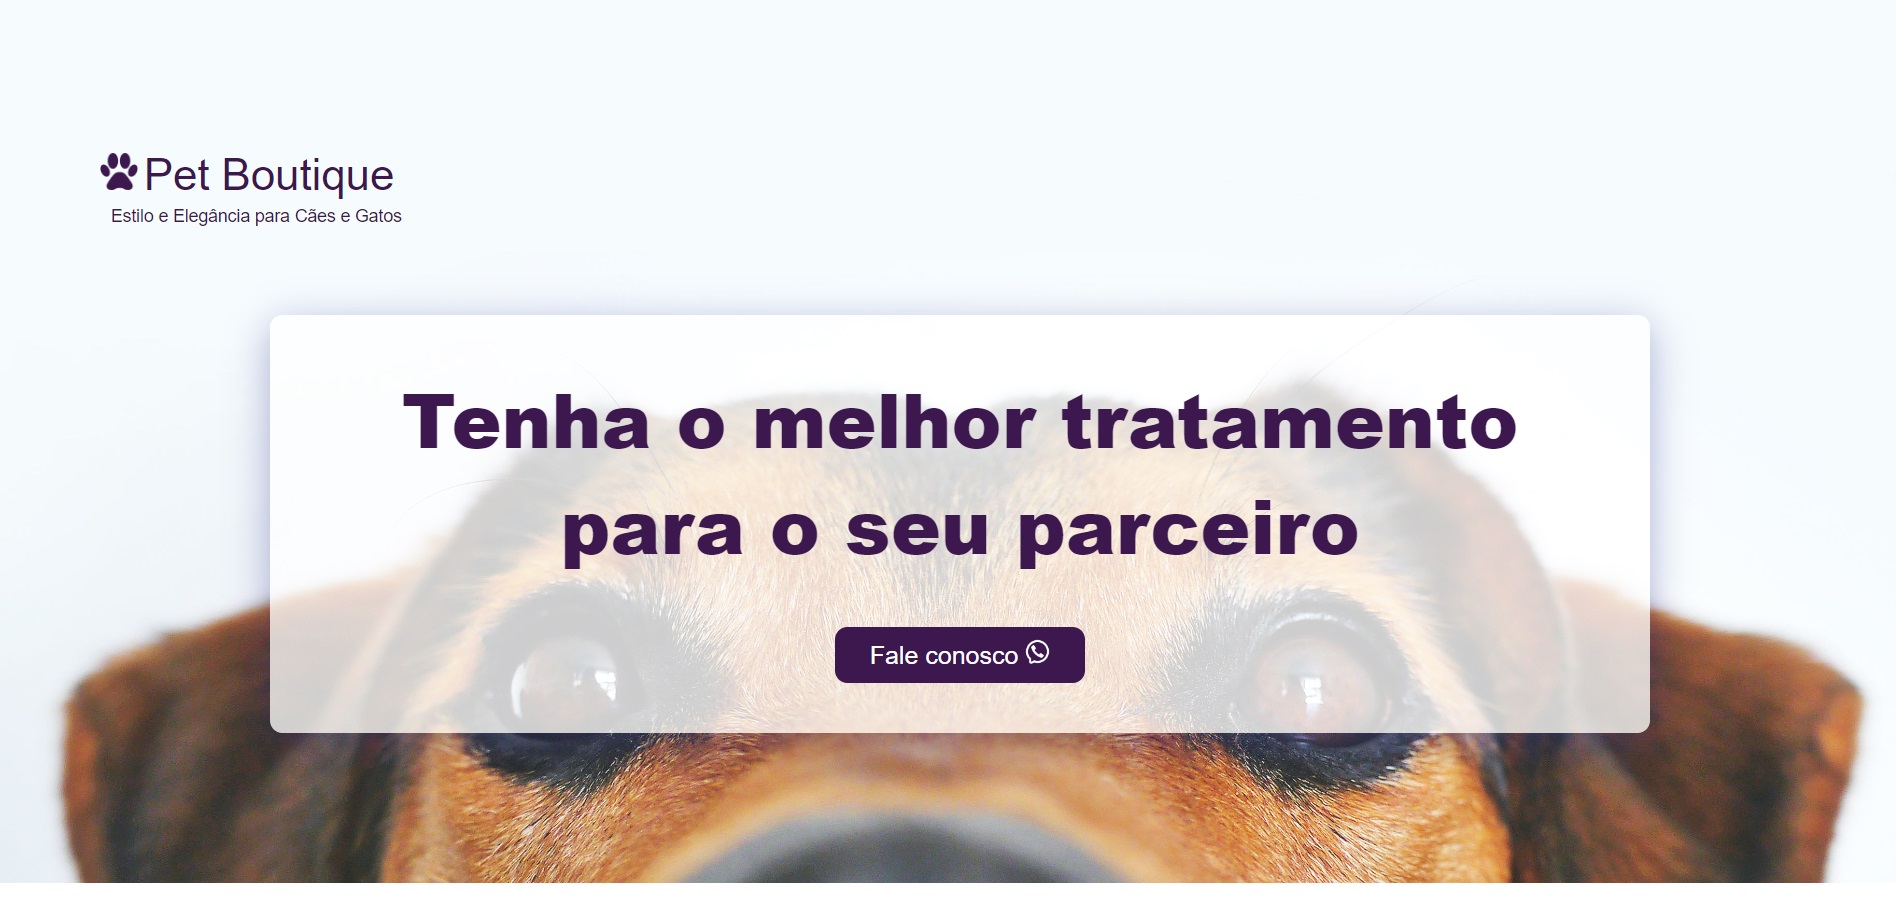 Pet Boutique
Estilo e Elegância para Cães e Gatos
Tenha o melhor tratamento
para o seu parceiro
Fale conosco